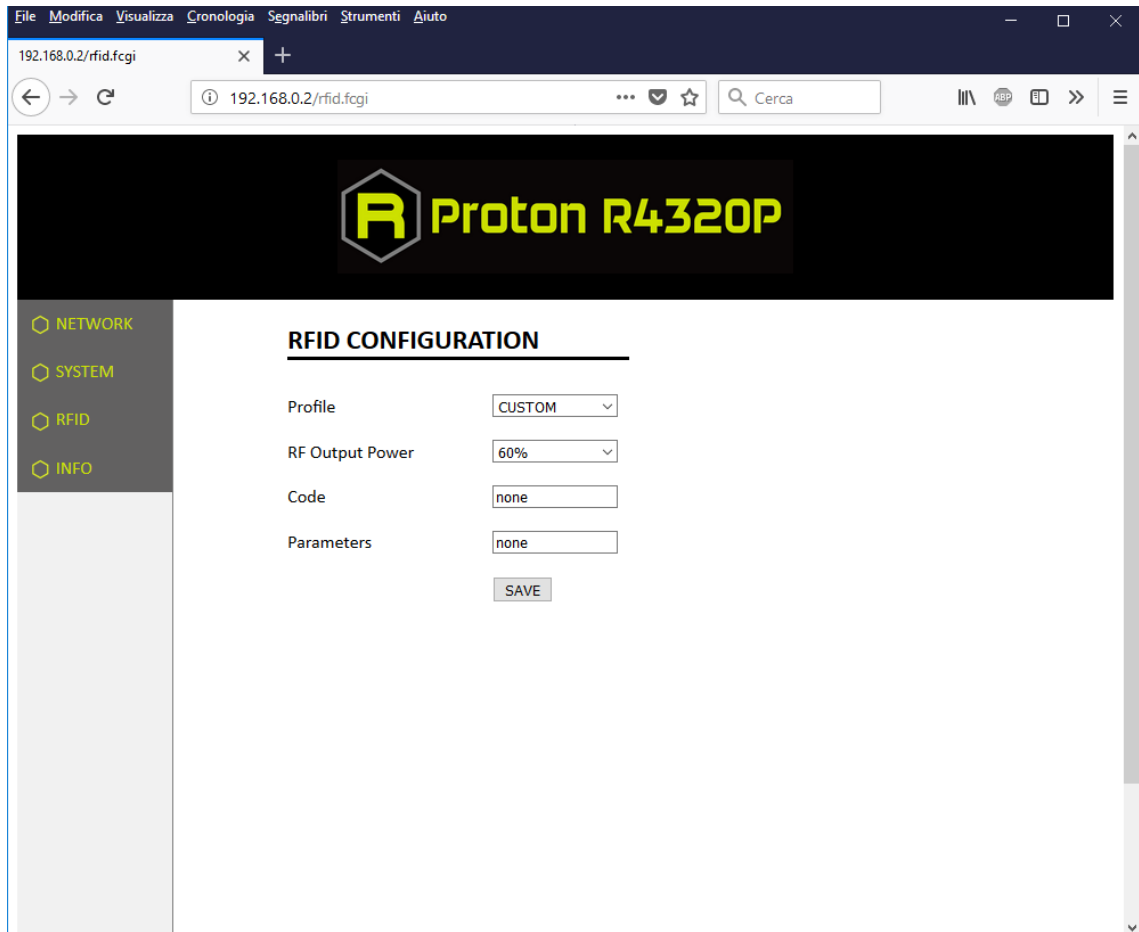 File Modifica Visualizza Cronologia Segnalibri Strumenti Aiuto
192.168.0.2/rfid.fcgi
192.168.0.2/rfid.fcgi Cerca ABP
R Proton R4320P
NETWORK
SYSTEM
RFID
INFO
RFID CONFIGURATION
Profile CUSTOM
RF Output Power 60%
Code none
Parameters none
SAVE